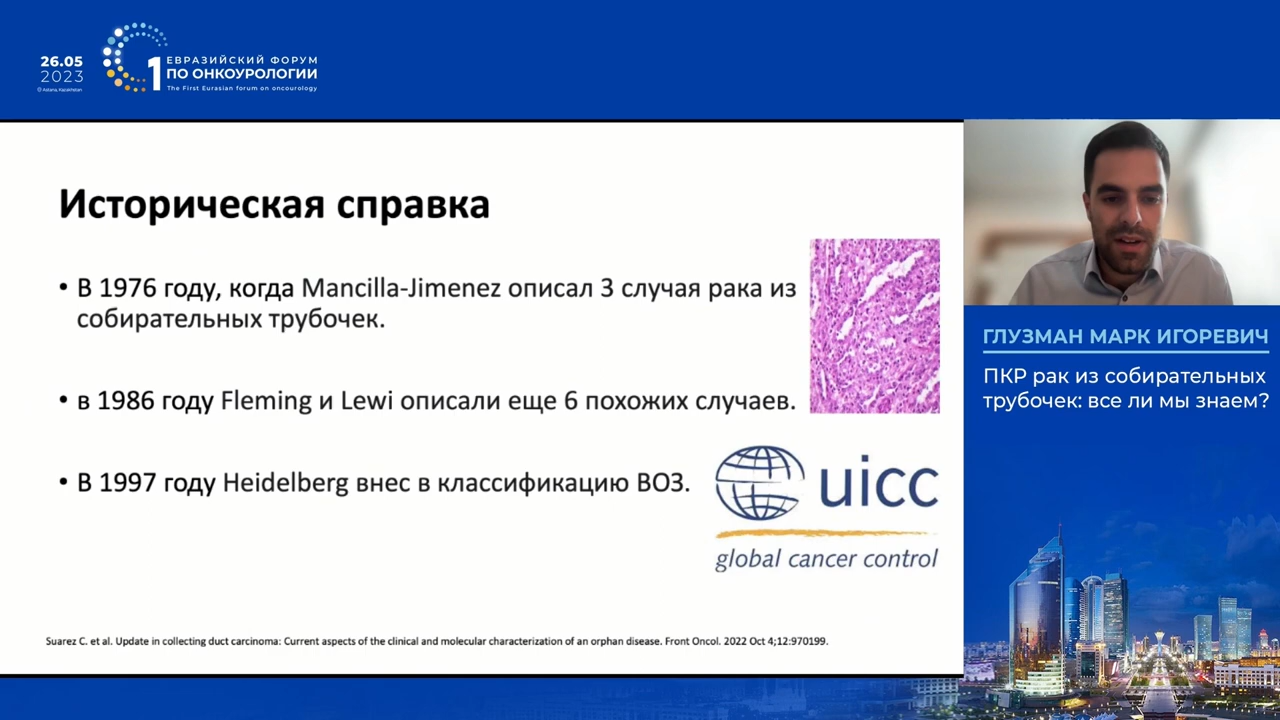 26.05
2023
Astana, Kazakhstan
1
ЕВРАЗИЙСКИЙ ФОРУМ
ПО ОНКОУРОЛОГИИ
The First Eurasian forum on oncourology
Историческая справка
• В 1976 году, когда Mancilla-Jimenez описал 3 случая рака из
собирательных трубочек.
• в 1986 году Fleming и Lewi описали еще 6 похожих случаев.
• В 1997 году Heidelberg внес в классификацию ВОЗ.
uicc
global cancer control
Suarez C. et al. Update in collecting duct carcinoma: Current aspects of the clinical and molecular characterization of an orphan disease. Front Oncol. 2022 Oct 4;12:970199.
ГЛУЗМАН МАРК ИГОРЕВИЧ
ПКР рак из собирательных
трубочек: все ли мы знаем?